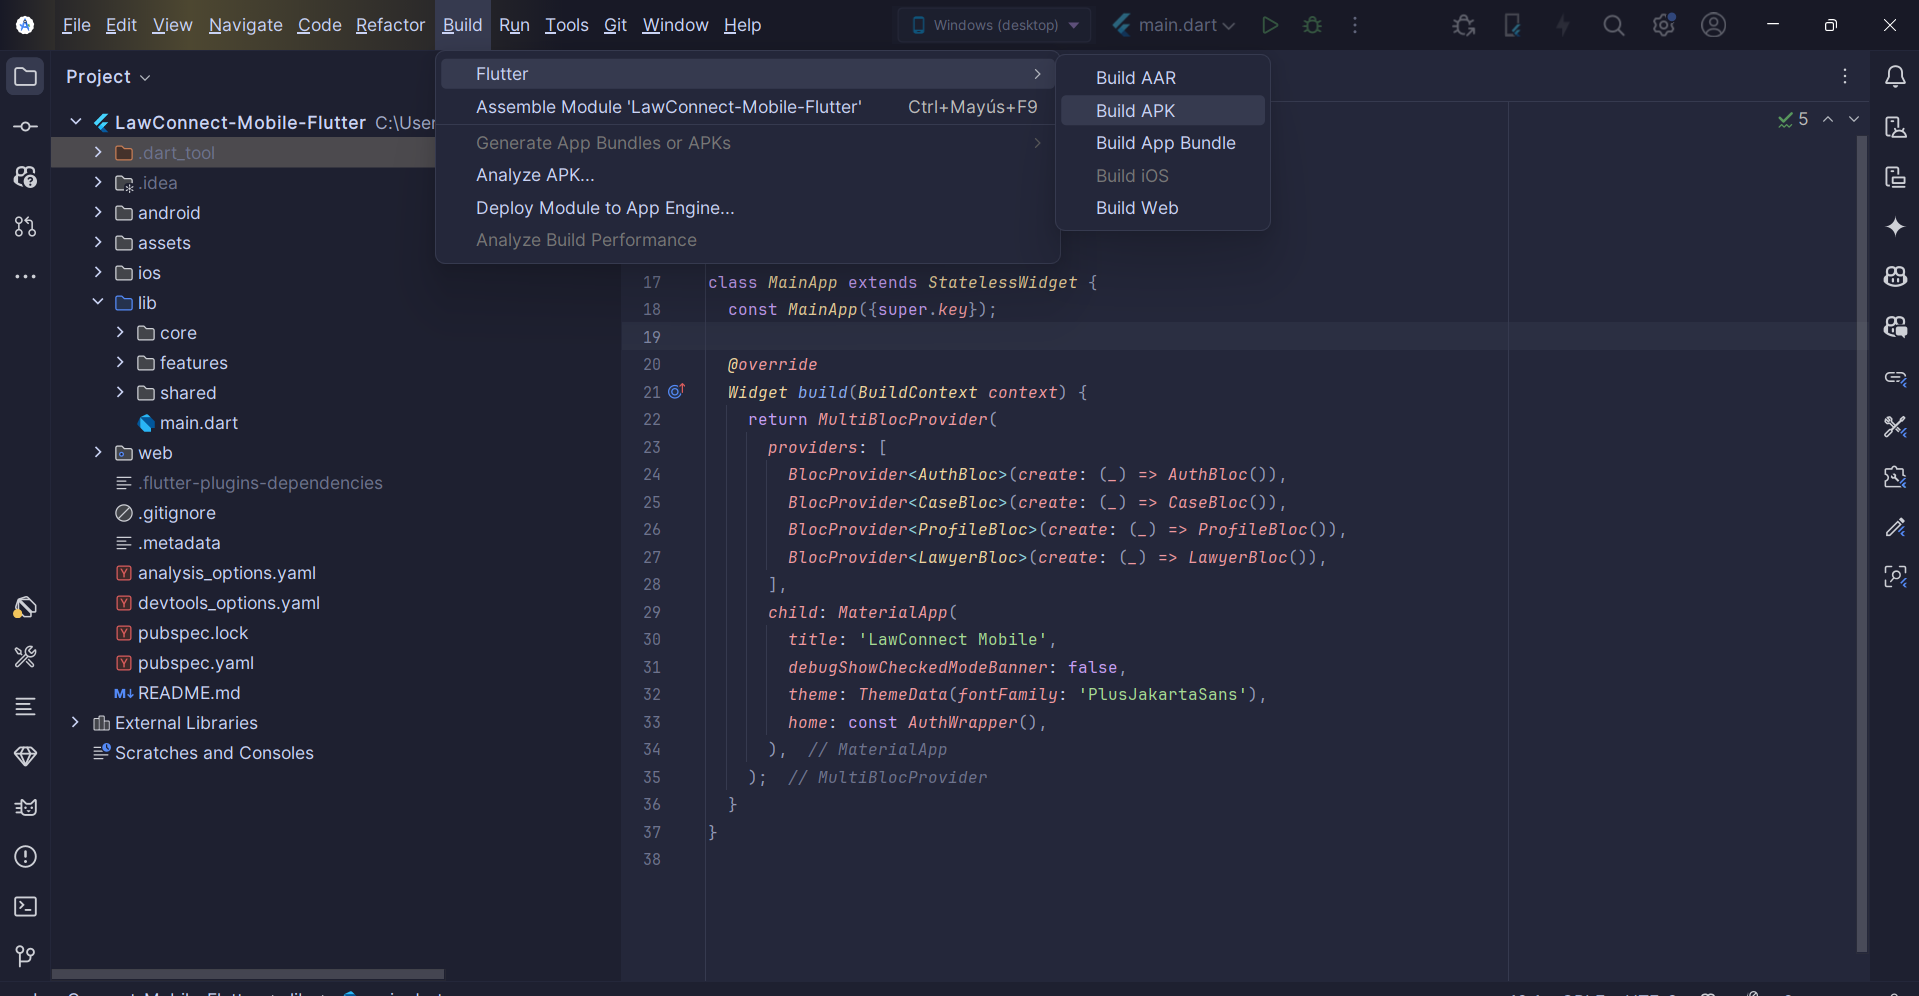 File Edit View Navigate Code Refactor Build Run Tools Git Window Help Windows (desktop) main.dart
Project
LawConnect-Mobile-Flutter C:\User
.dart_tool
.idea
android
assets
ios
lib
core
features
shared
main.dart
web
.flutter-plugins-dependencies
.gitignore
.metadata
analysis_options.yaml
devtools_options.yaml
pubspec.lock
pubspec.yaml
README.md
External Libraries
Scratches and Consoles
Flutter
Assemble Module 'LawConnect-Mobile-Flutter' Ctrl+Mayús+F9
Generate App Bundles or APKs
Analyze APK...
Deploy Module to App Engine...
Analyze Build Performance
Build AAR
Build APK
Build App Bundle
Build iOS
Build Web
5
17 class MainApp extends StatelessWidget {
18 const MainApp({super.key});
19
20 @override
21 Widget build(BuildContext context) {
22 return MultiBlocProvider(
23 providers: [
24 BlocProvider<AuthBloc>(create: (_) => AuthBloc()),
25 BlocProvider<CaseBloc>(create: (_) => CaseBloc()),
26 BlocProvider<ProfileBloc>(create: (_) => ProfileBloc()),
27 BlocProvider<LawyerBloc>(create: (_) => LawyerBloc()),
28 ],
29 child: MaterialApp(
30 title: 'LawConnect Mobile',
31 debugShowCheckedModeBanner: false,
32 theme: ThemeData(fontFamily: 'PlusJakartaSans'),
33 home: const AuthWrapper(),
34 ), // MaterialApp
35 ); // MultiBlocProvider
36 }
37 }
38